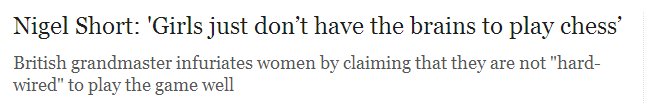 Nigel Short: 'Girls just don’t have the brains to play chess’
British grandmaster infuriates women by claiming that they are not "hard-
wired" to play the game well